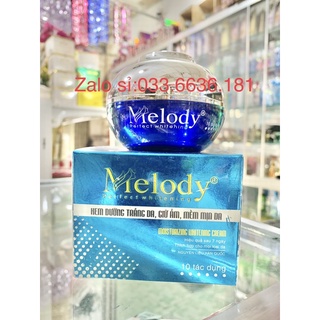 Zalo sỉ:033.6636.181
Melody®
perfect whitening
Melody®
perfect whitening
KEM DƯỠNG TRẮNG DA, GIỮ ẨM, MỀM MỊN DA
MOISTURIZING WHITENING CREAM
10 tác dụng